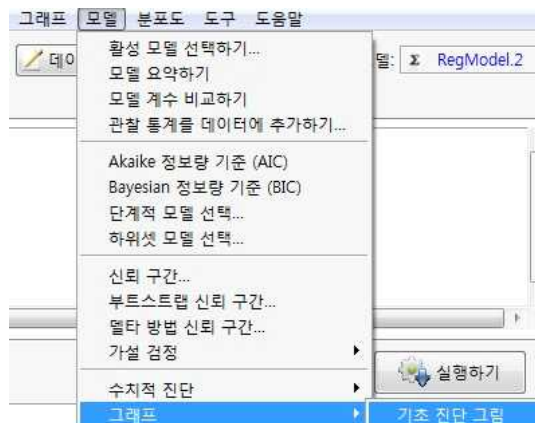 그래프 모델 분포도 도구 도움말
데이
델: Σ RegModel.2
활성 모델 선택하기...
모델 요약하기
모델 계수 비교하기
관찰 통계를 데이터에 추가하기...
Akaike 정보량 기준 (AIC)
Bayesian 정보량 기준 (BIC)
단계적 모델 선택...
하위셋 모델 선택...
신뢰 구간...
부트스트랩 신뢰 구간...
델타 방법 신뢰 구간...
가설 검정
실행하기
수치적 진단
그래프
기초 진단 그림